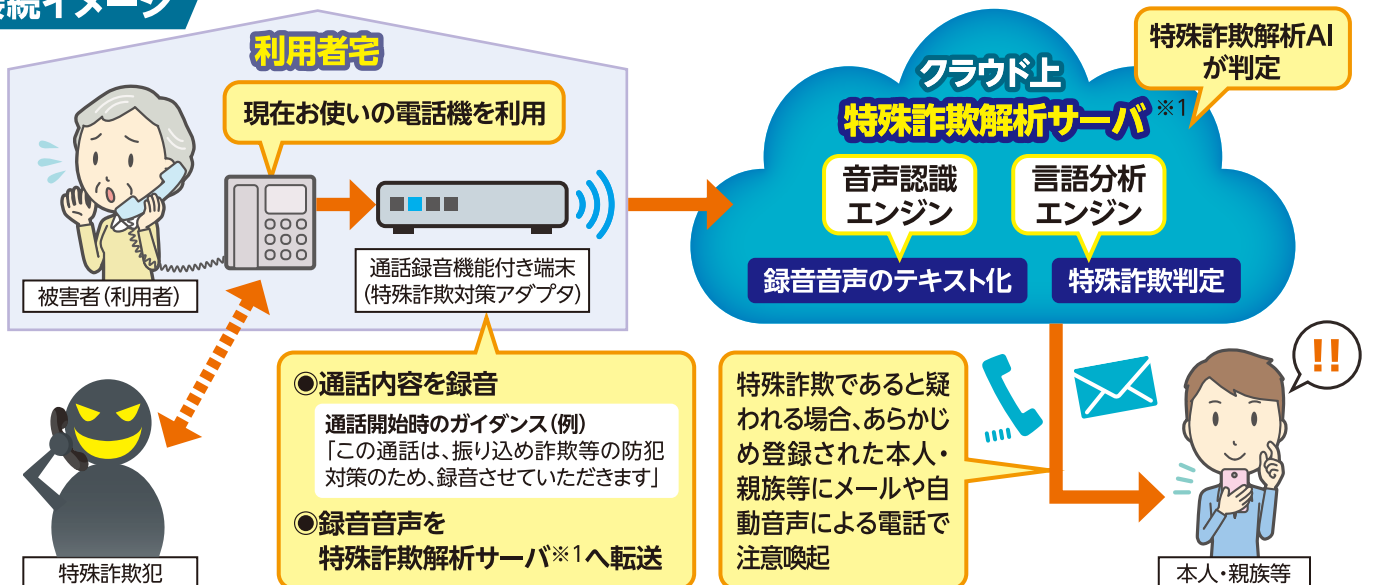 接続イメージ
利用者宅
現在お使いの電話機を利用
被害者(利用者)
通話録音機能付き端末
(特殊詐欺対策アダプタ)
特殊詐欺犯
●通話内容を録音
通話開始時のガイダンス(例)
「この通話は、振り込め詐欺等の防犯
対策のため、録音させていただきます」
●録音音声を
特殊詐欺解析サーバ※1へ転送
クラウド上
特殊詐欺解析サーバ※1
特殊詐欺解析AI
が判定
音声認識
エンジン
言語分析
エンジン
録音音声のテキスト化
特殊詐欺判定
特殊詐欺であると疑
われる場合、あらかじ
め登録された本人・
親族等にメールや自
動音声による電話で
注意喚起
!!
本人・親族等